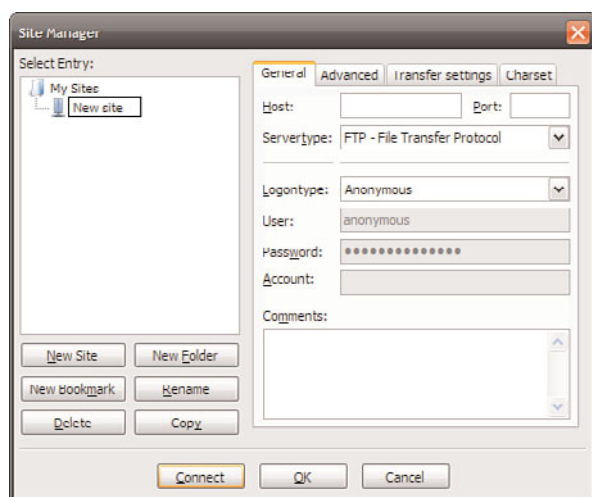 Site Manager
Select Entry:
My Sites
New site
New Site
New Folder
New Bookmark
Rename
Delete
Copy
General
Advanced
Transfer settings
Charset
Host:
Port:
Servertype:
FTP - File Transfer Protocol
Logontype:
Anonymous
User:
anonymous
Password:
••••••••••••••
Account:
Comments:
Connect
OK
Cancel